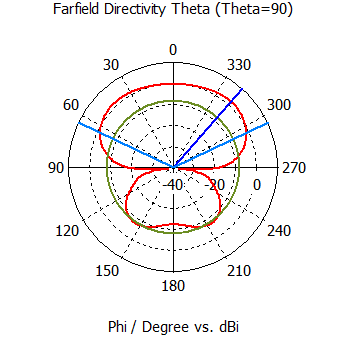 Farfield Directivity Theta (Theta=90)
0
30 330
60 300
90 -40 -20 0 270
120 240
150 210
180
Phi / Degree vs. dBi